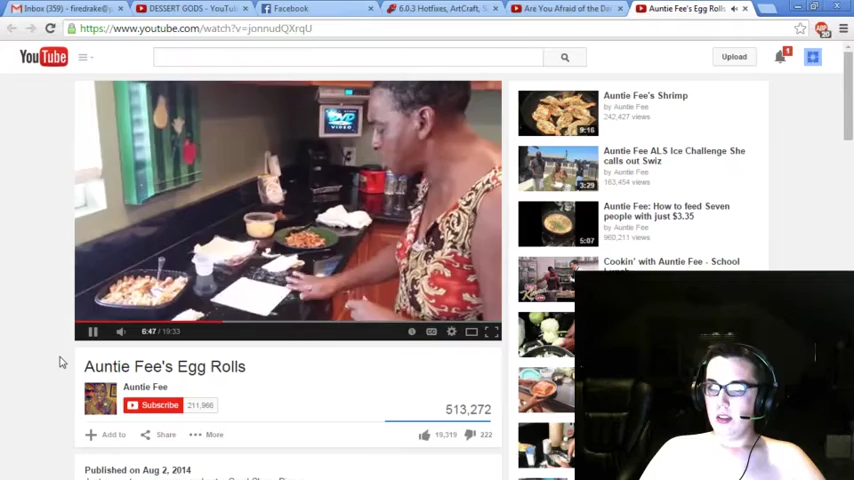 Inbox (359) - firedrake@
DESSERT GODS - YouTu
Facebook
6.0.3 Hotfixes, ArtCraft, S
Are You Afraid of the Da
Auntie Fee's Egg Rolls
https://www.youtube.com/watch?v=jonnudQXrqU
YouTube
Upload
1
DVD
VIDEO
6:47 / 19:33
Auntie Fee's Egg Rolls
Auntie Fee
Subscribe 211,966
513,272
Add to Share More
19,319 222
Published on Aug 2, 2014
Auntie Fee's Shrimp
by Auntie Fee
242,427 views
9:16
Auntie Fee ALS Ice Challenge She
calls out Swiz
by Auntie Fee
163,454 views
3:29
Auntie Fee: How to feed Seven
people with just $3.35
by Auntie Fee
960,211 views
5:07
Cookin' with Auntie Fee - School